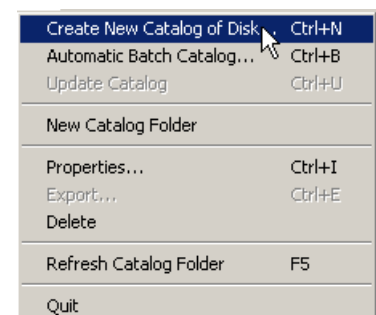 Create New Catalog of Disk... Ctrl+N
Automatic Batch Catalog... Ctrl+B
Update Catalog Ctrl+U
New Catalog Folder
Properties... Ctrl+I
Export... Ctrl+E
Delete
Refresh Catalog Folder F5
Quit